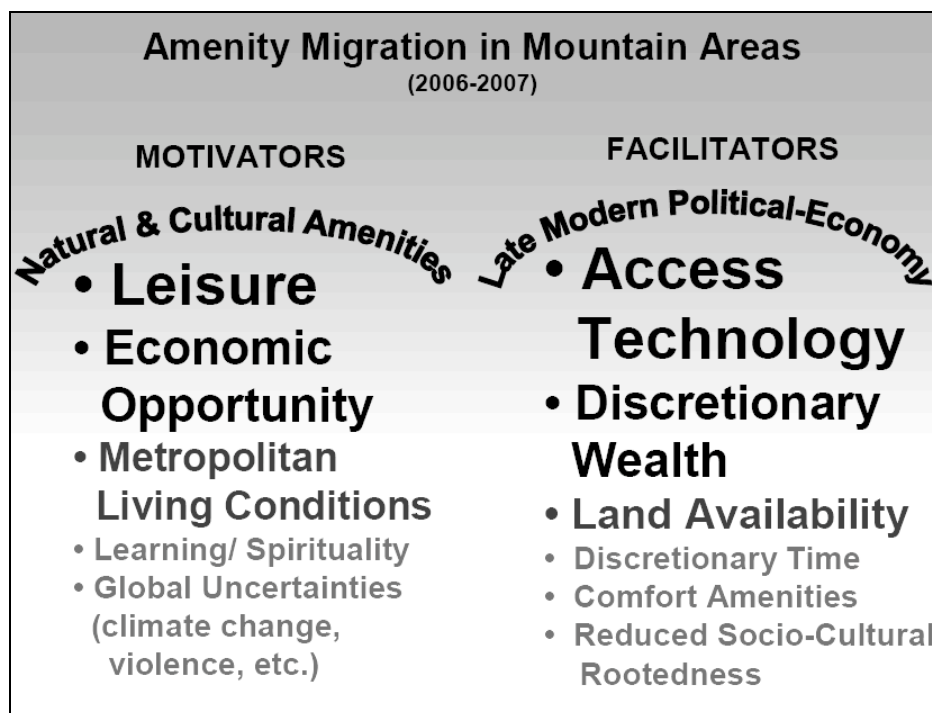 Amenity Migration in Mountain Areas
(2006-2007)
MOTIVATORS
Natural & Cultural Amenities
• Leisure
• Economic
Opportunity
• Metropolitan
Living Conditions
• Learning/ Spirituality
• Global Uncertainties
(climate change,
violence, etc.)
FACILITATORS
Late Modern Political-Economy
• Access
Technology
• Discretionary
Wealth
• Land Availability
• Discretionary Time
• Comfort Amenities
• Reduced Socio-Cultural
Rootedness